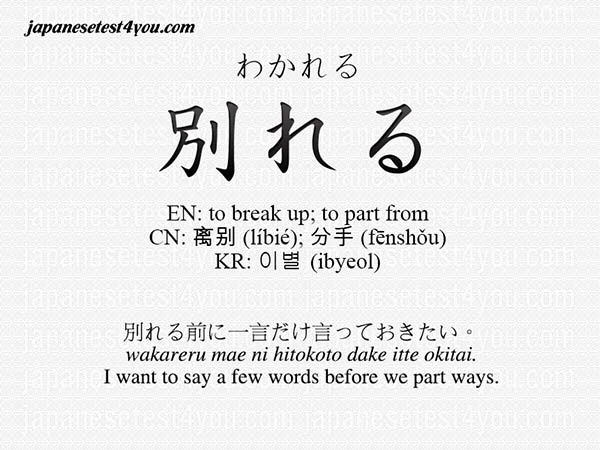 japanesetest4you.com
わかれる
別れる
EN: to break up; to part from
CN: 离别 (líbié); 分手 (fēnshǒu)
KR: 이별 (ibyeol)
別れる前に一言だけ言っておきたい。
wakareru mae ni hitokoto dake itte okitai.
I want to say a few words before we part ways.